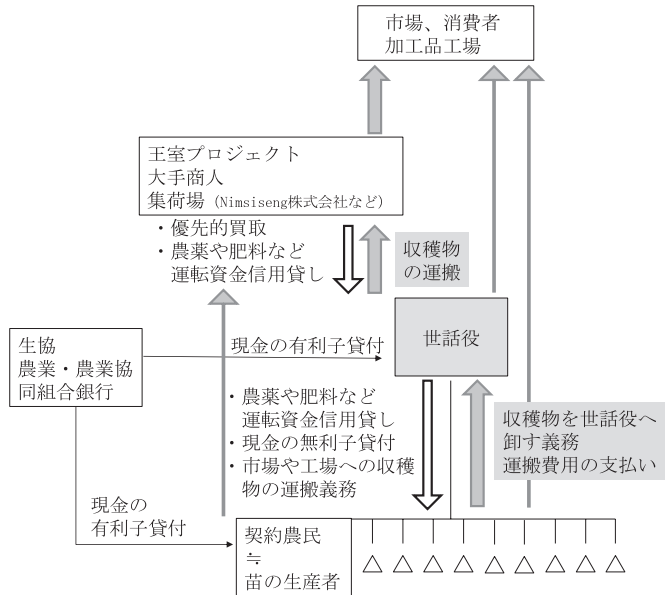 市場、消費者
加工品工場
王室プロジェクト
大手商人
集荷場（Nimsiseng株式会社など）
・優先的買取
・農薬や肥料など
運転資金信用貸し
収穫物
の運搬
世話役
生協
農業・農業協
同組合銀行
現金の有利子貸付
・農薬や肥料など
運転資金信用貸し
・現金の無利子貸付
・市場や工場への収穫
物の運搬義務
収穫物を世話役へ
卸す義務
運搬費用の支払い
現金の
有利子貸付
契約農民
≒
苗の生産者